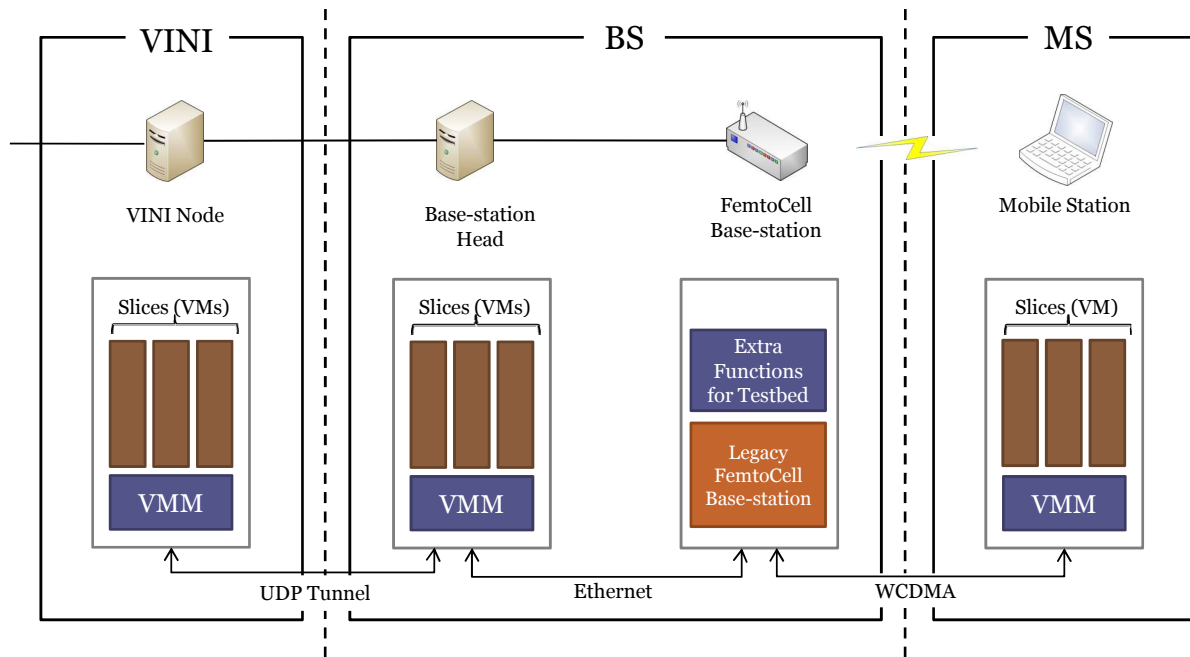 VINI
BS
MS
VINI Node
Base-station
Head
FemtoCell
Base-station
Mobile Station
Slices (VMs)
VMM
Slices (VMs)
VMM
Extra
Functions
for Testbed
Legacy
FemtoCell
Base-station
Slices (VM)
VMM
UDP Tunnel
Ethernet
WCDMA